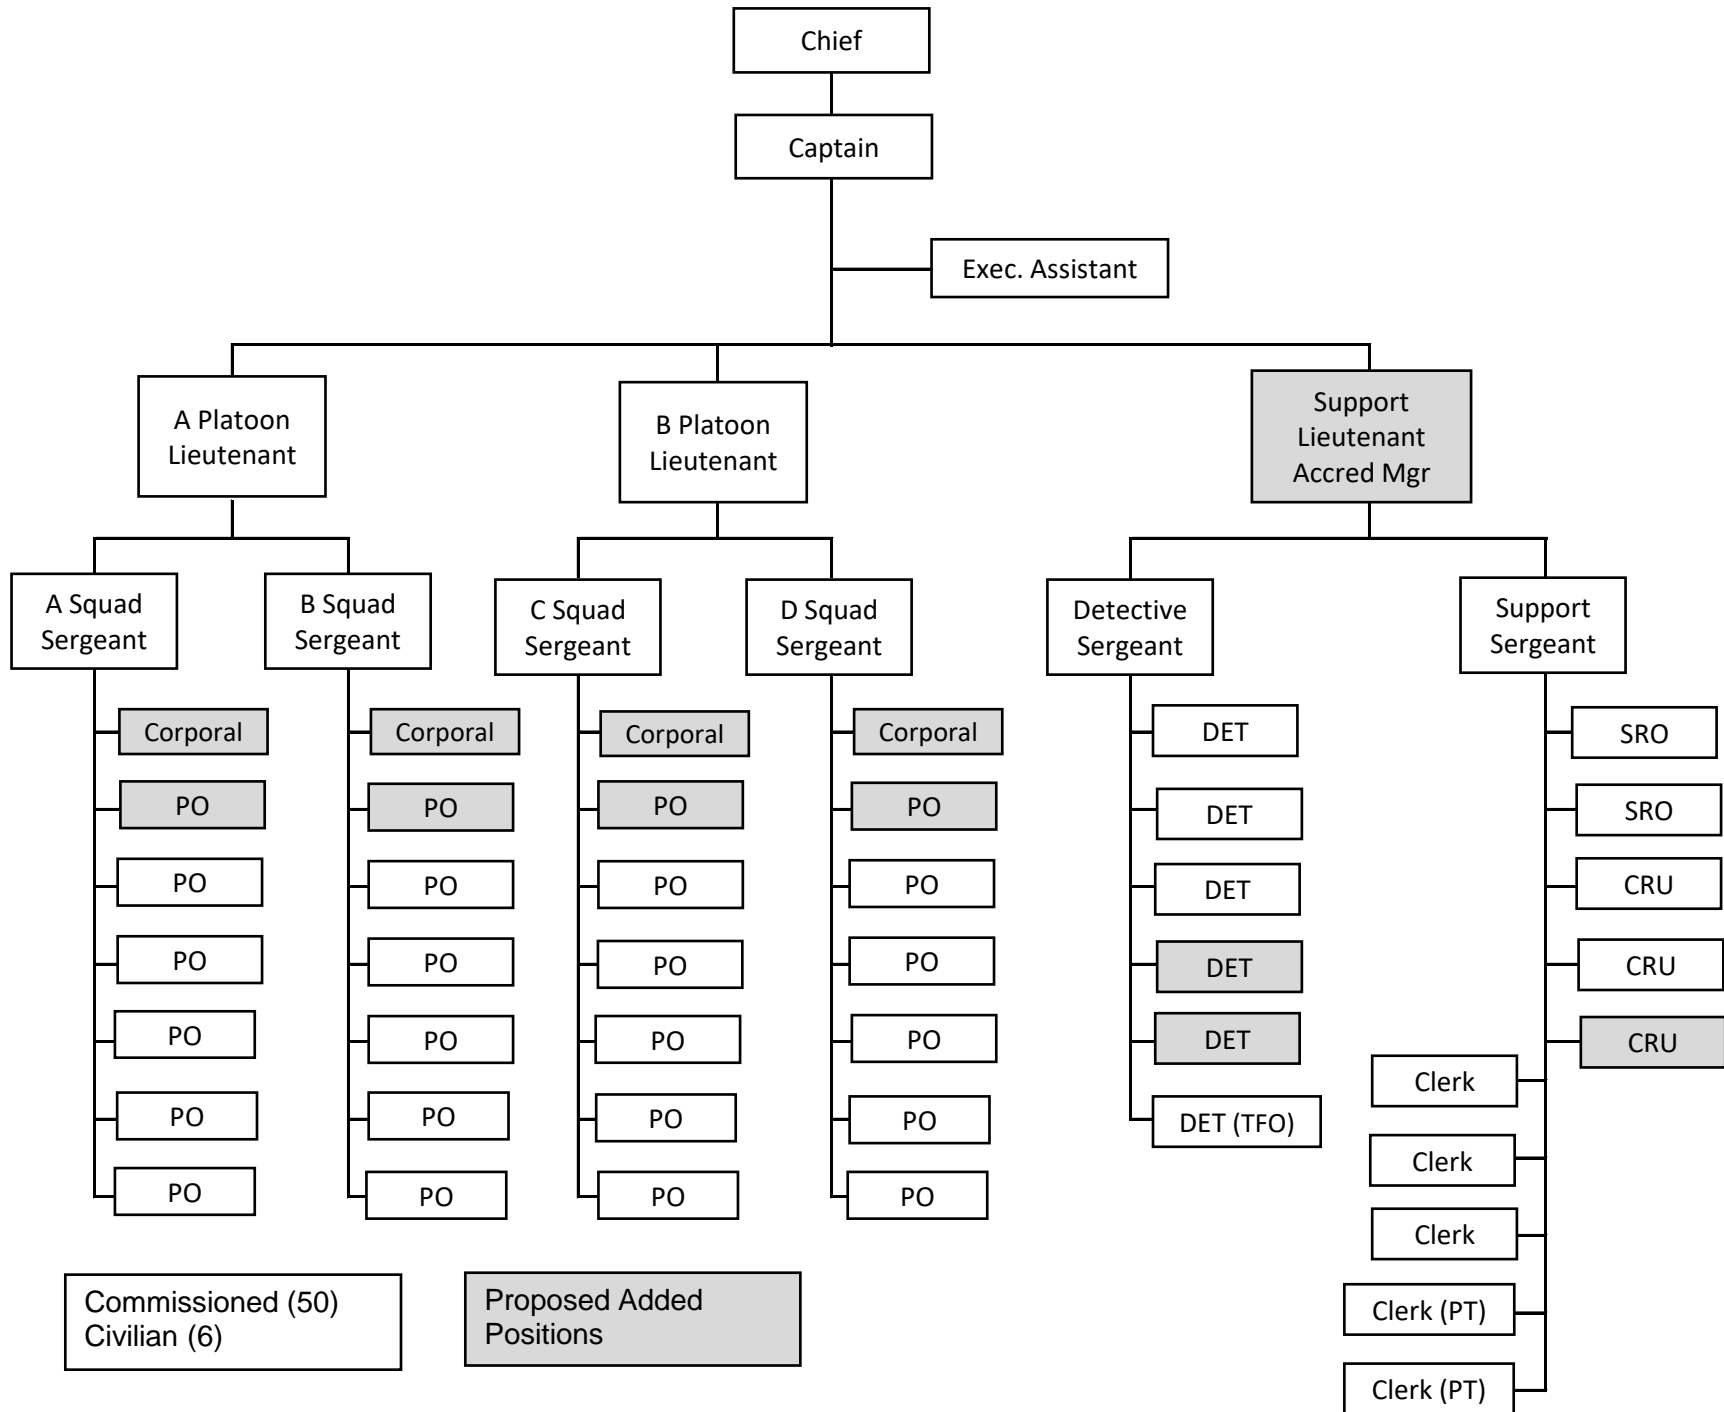 Chief
Captain
Exec. Assistant
A Platoon
Lieutenant
B Platoon
Lieutenant
Support
Lieutenant
Accred Mgr
A Squad
Sergeant
B Squad
Sergeant
C Squad
Sergeant
D Squad
Sergeant
Detective
Sergeant
Support
Sergeant
Corporal
PO
PO
PO
PO
PO
PO
Corporal
PO
PO
PO
PO
PO
PO
Corporal
PO
PO
PO
PO
PO
PO
Corporal
PO
PO
PO
PO
PO
PO
DET
DET
DET
DET
DET
DET (TFO)
SRO
SRO
CRU
CRU
CRU
Clerk
Clerk
Clerk
Clerk (PT)
Clerk (PT)
Commissioned (50)
Civilian (6)
Proposed Added
Positions